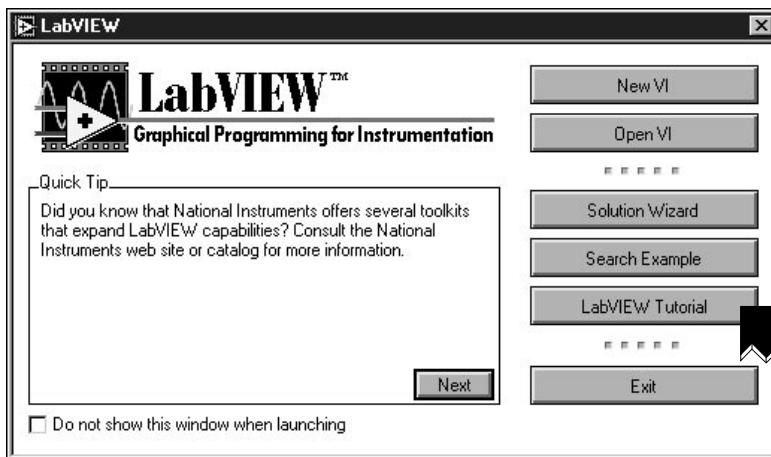 LabVIEW
LabVIEW™
Graphical Programming for Instrumentation
Quick Tip
Did you know that National Instruments offers several toolkits
that expand LabVIEW capabilities? Consult the National
Instruments web site or catalog for more information.
Next
Do not show this window when launching
New VI
Open VI
Solution Wizard
Search Example
LabVIEW Tutorial
Exit